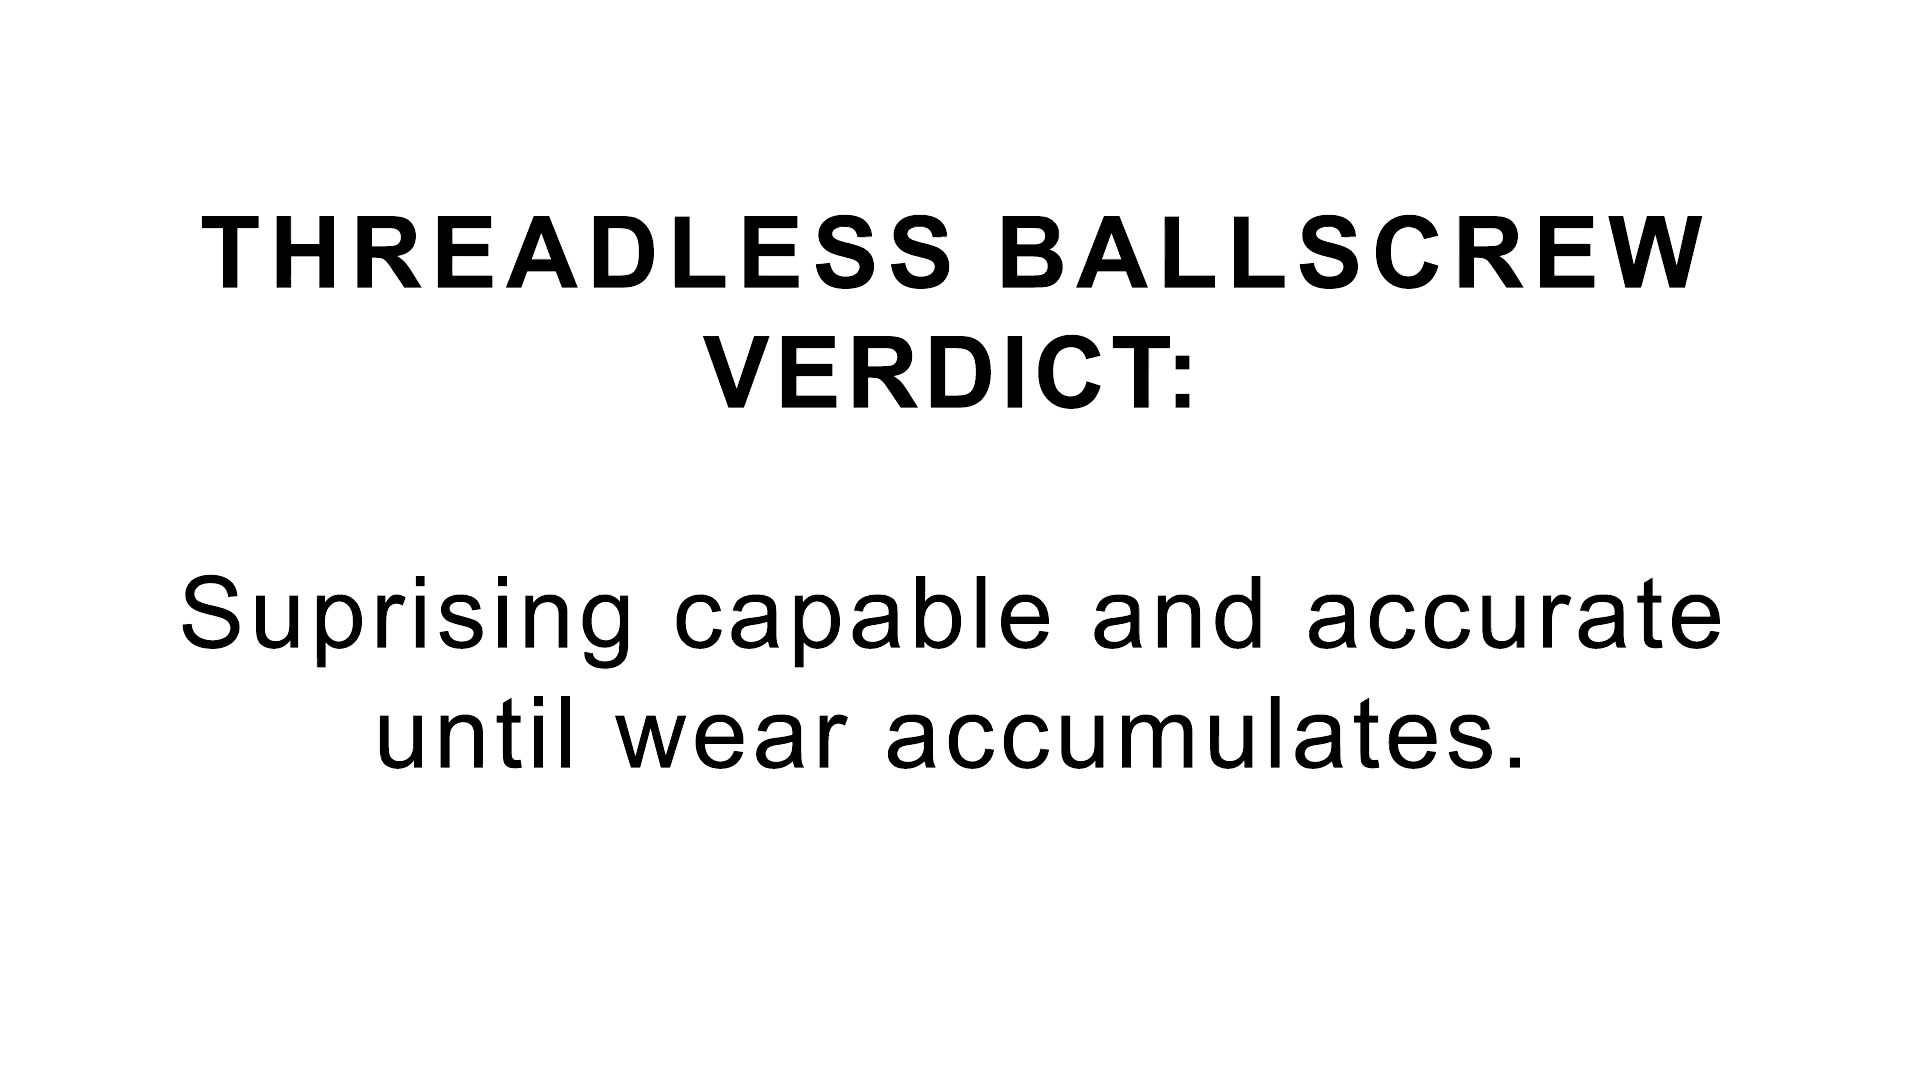 THREADLESS BALLSCREW
VERDICT:
Suprising capable and accurate
until wear accumulates.